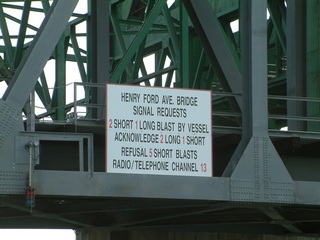 HENRY FORD AVE. BRIDGE
SIGNAL REQUESTS
2 SHORT 1 LONG BLAST BY VESSEL
ACKNOWLEDGE 2 LONG 1 SHORT
REFUSAL 5 SHORT BLASTS
RADIO/TELEPHONE CHANNEL 13